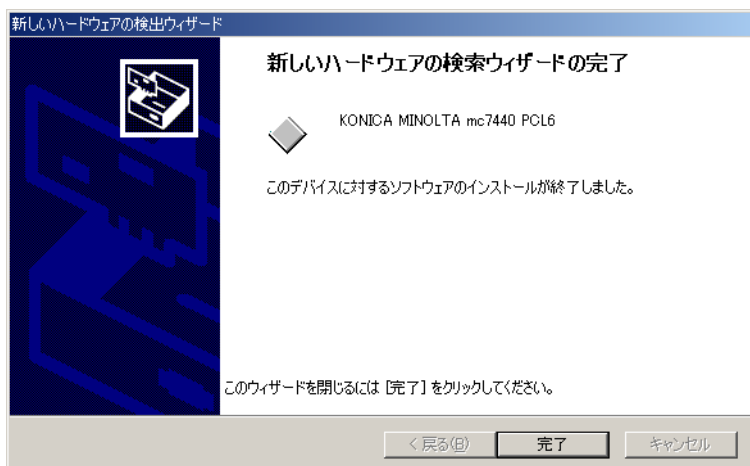 新しいハードウェアの検出ウィザード
新しいハードウェアの検索ウィザードの完了
KONICA MINOLTA mc7440 PCL6
このデバイスに対するソフトウェアのインストールが終了しました。
このウィザードを閉じるには [完了] をクリックしてください。
< 戻る(B)
完了
キャンセル